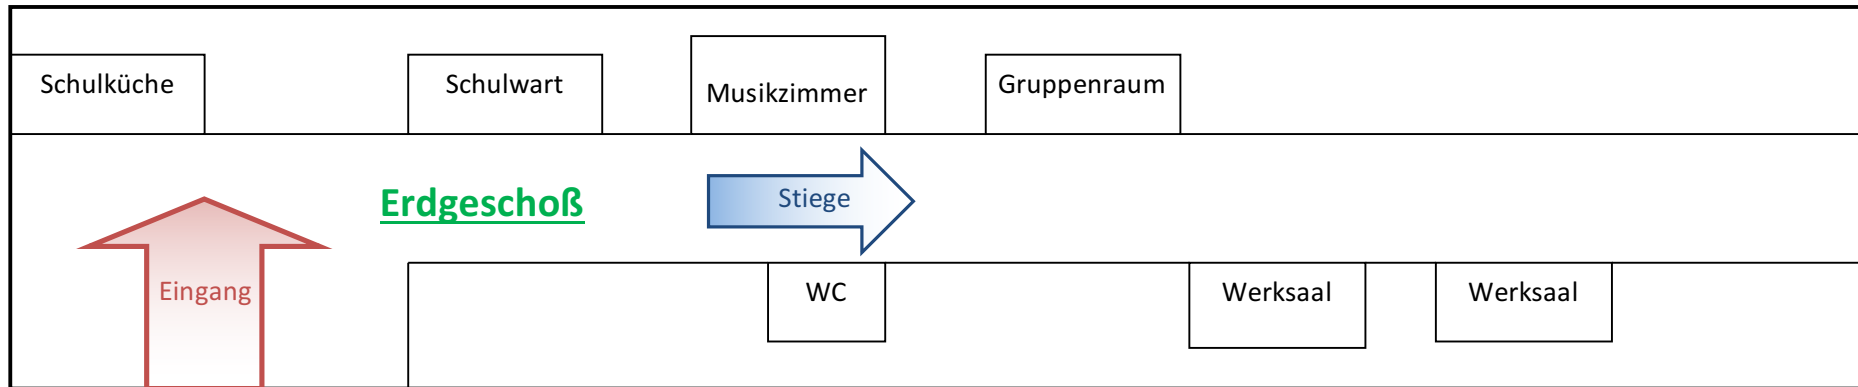 Schulküche
Schulwart
Musikzimmer
Gruppenraum
Erdgeschoß
Stiege
Eingang
WC
Werksaal
Werksaal